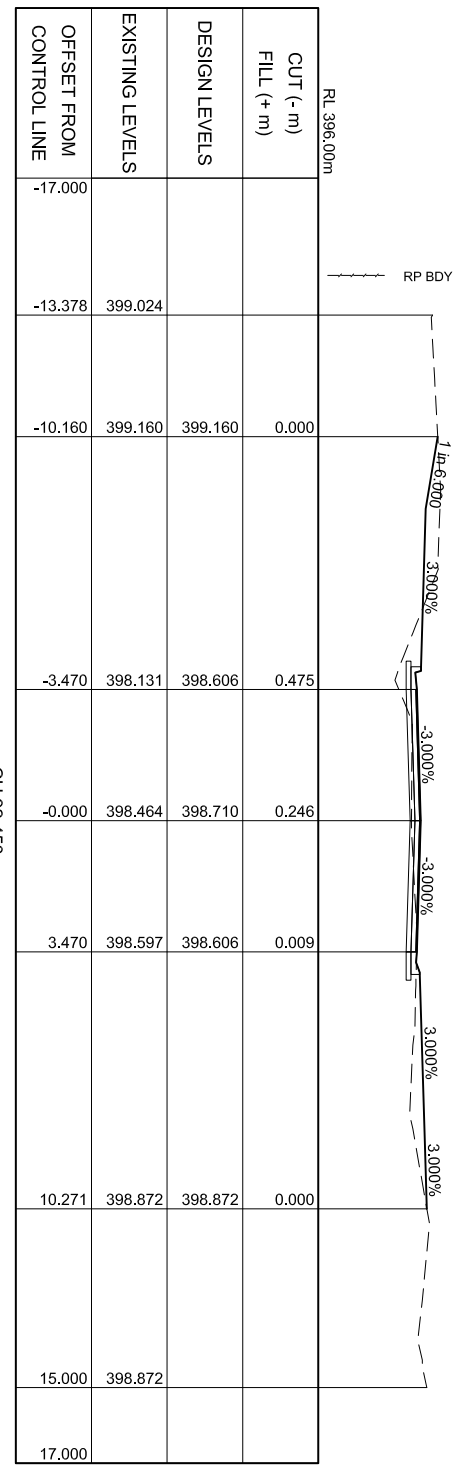 RL 396.00m
CUT (- m)
FILL (+ m)
DESIGN LEVELS
EXISTING LEVELS
OFFSET FROM
CONTROL LINE
-17.000
RP BDY
-13.378 399.024
-10.160 399.160 399.160 0.000
1 in 6.000
3.000%
-3.470 398.131 398.606 0.475
-3.000%
-0.000 398.464 398.710 0.246
-3.000%
3.470 398.597 398.606 0.009
3.000%
3.000%
10.271 398.872 398.872 0.000
15.000 398.872
17.000